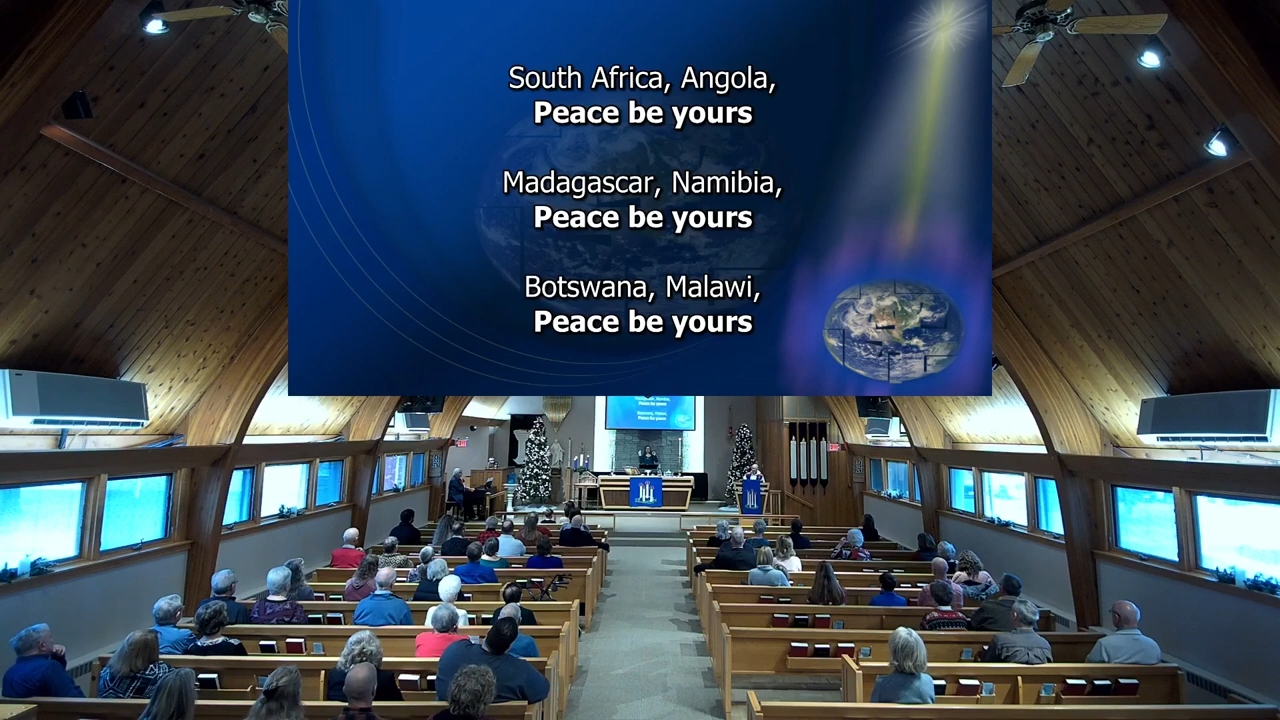 South Africa, Angola,
Peace be yours
Madagascar, Namibia,
Peace be yours
Botswana, Malawi,
Peace be yours